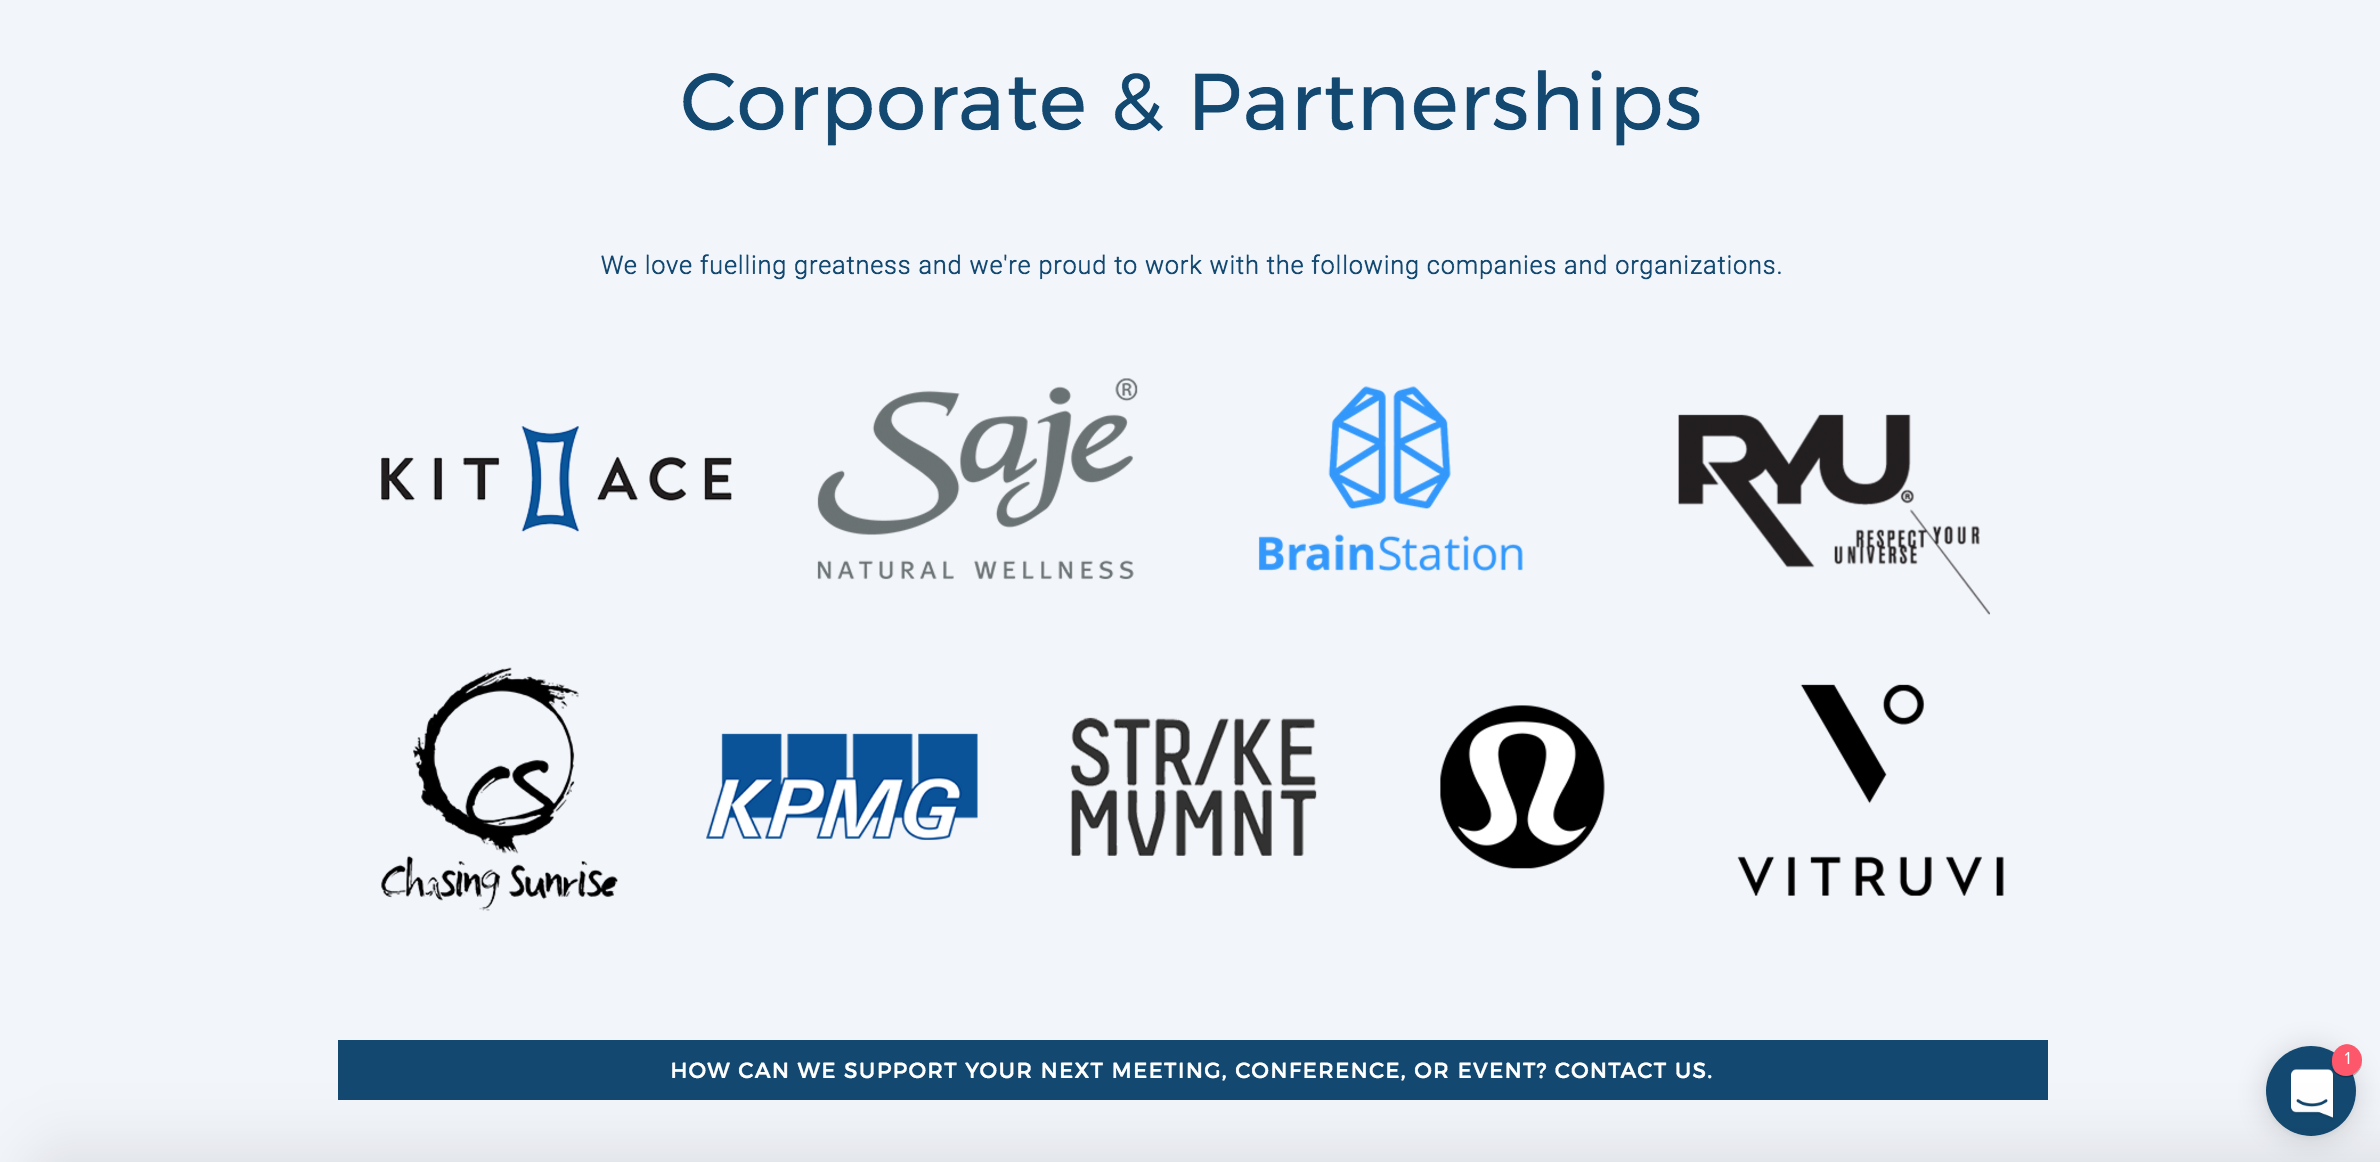 Corporate & Partnerships
We love fuelling greatness and we're proud to work with the following companies and organizations.
KIT ACE
Saje®
NATURAL WELLNESS
BrainStation
RYU®
RESPECT YOUR
UNIVERSE
CS
Chasing Sunrise
KPMG
STR/KE
MVMNT
V°
VITRUVI
HOW CAN WE SUPPORT YOUR NEXT MEETING, CONFERENCE, OR EVENT? CONTACT US.
1